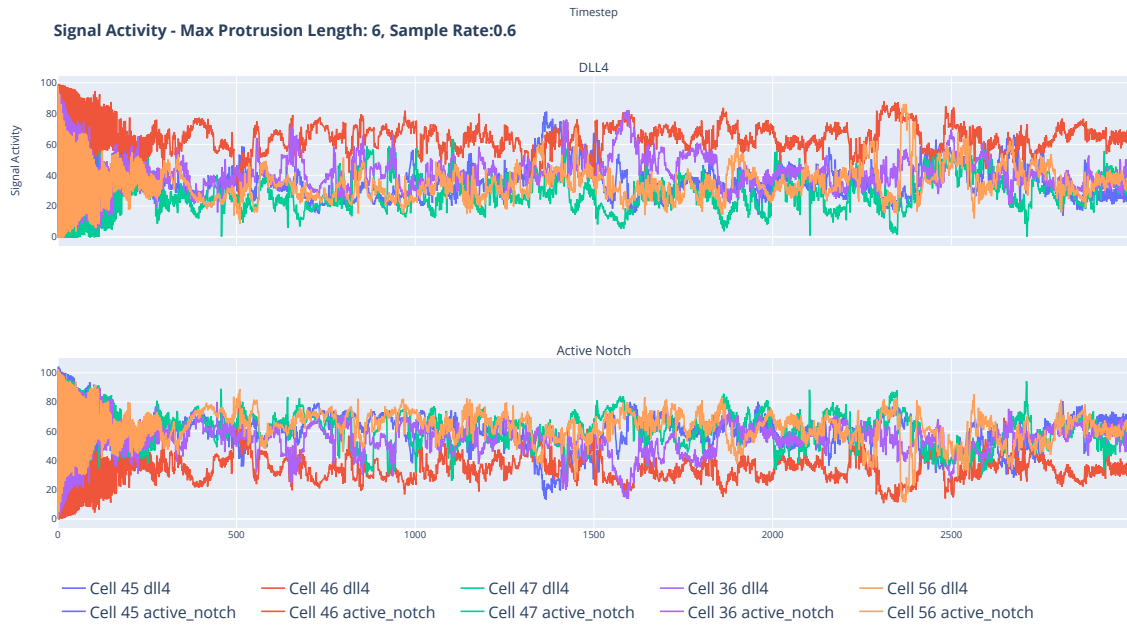 Timestep
Signal Activity - Max Protrusion Length: 6, Sample Rate:0.6
DLL4
100
80
60
40
20
0
Signal Activity
Active Notch
100
80
60
40
20
0
0 500 1000 1500 2000 2500
Cell 45 dll4 Cell 46 dll4 Cell 47 dll4 Cell 36 dll4 Cell 56 dll4
Cell 45 active_notch Cell 46 active_notch Cell 47 active_notch Cell 36 active_notch Cell 56 active_notch